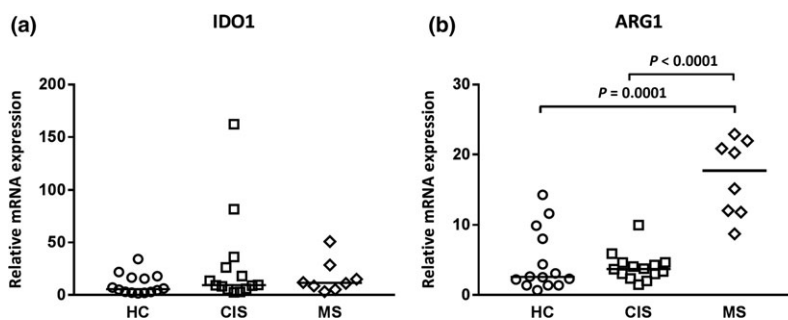 (a)
IDO1
Relative mRNA expression
200
150
100
50
0
HC CIS MS
(b)
ARG1
Relative mRNA expression
30
20
10
0
P < 0.0001
P = 0.0001
HC CIS MS